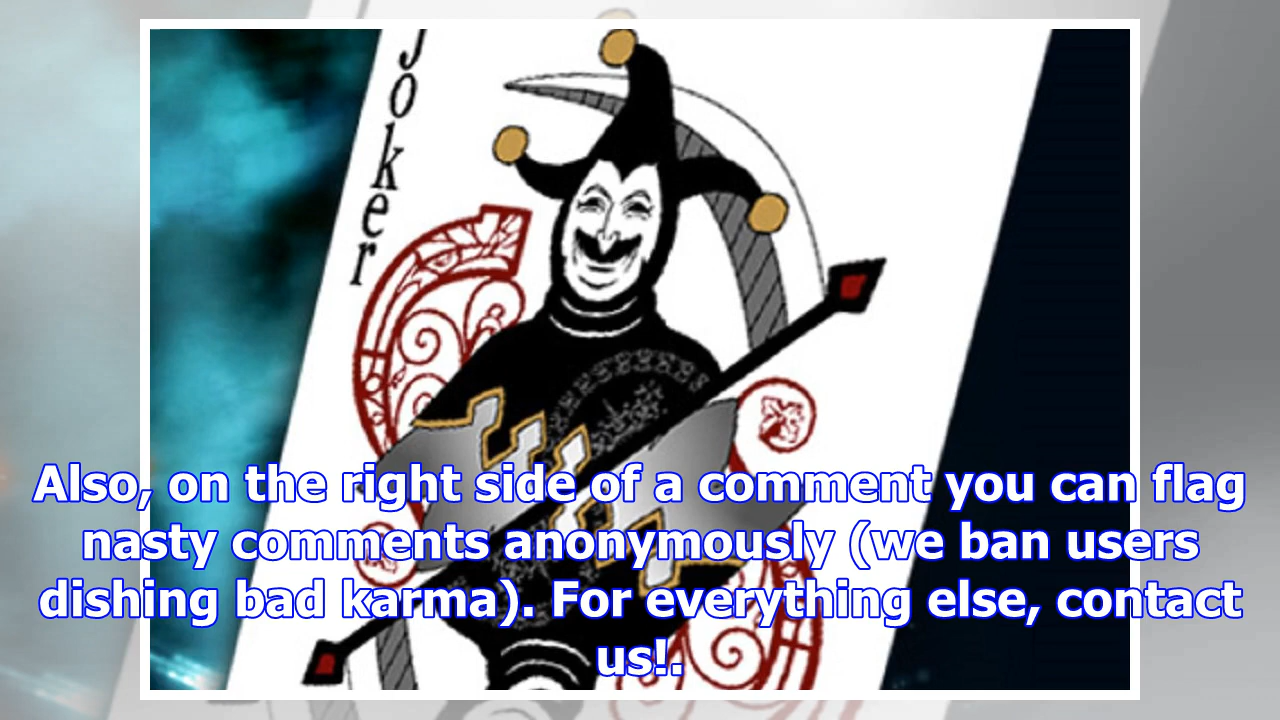 Joker
Also, on the right side of a comment you can flag
nasty comments anonymously (we ban users
dishing bad karma). For everything else, contact
us!.